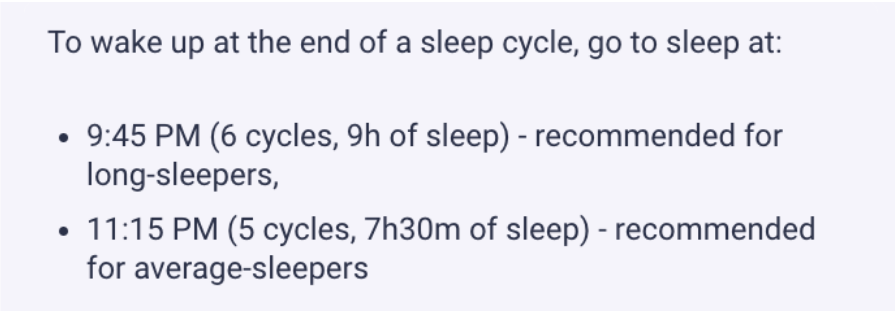 To wake up at the end of a sleep cycle, go to sleep at:
• 9:45 PM (6 cycles, 9h of sleep) - recommended for
long-sleepers,
• 11:15 PM (5 cycles, 7h30m of sleep) - recommended
for average-sleepers